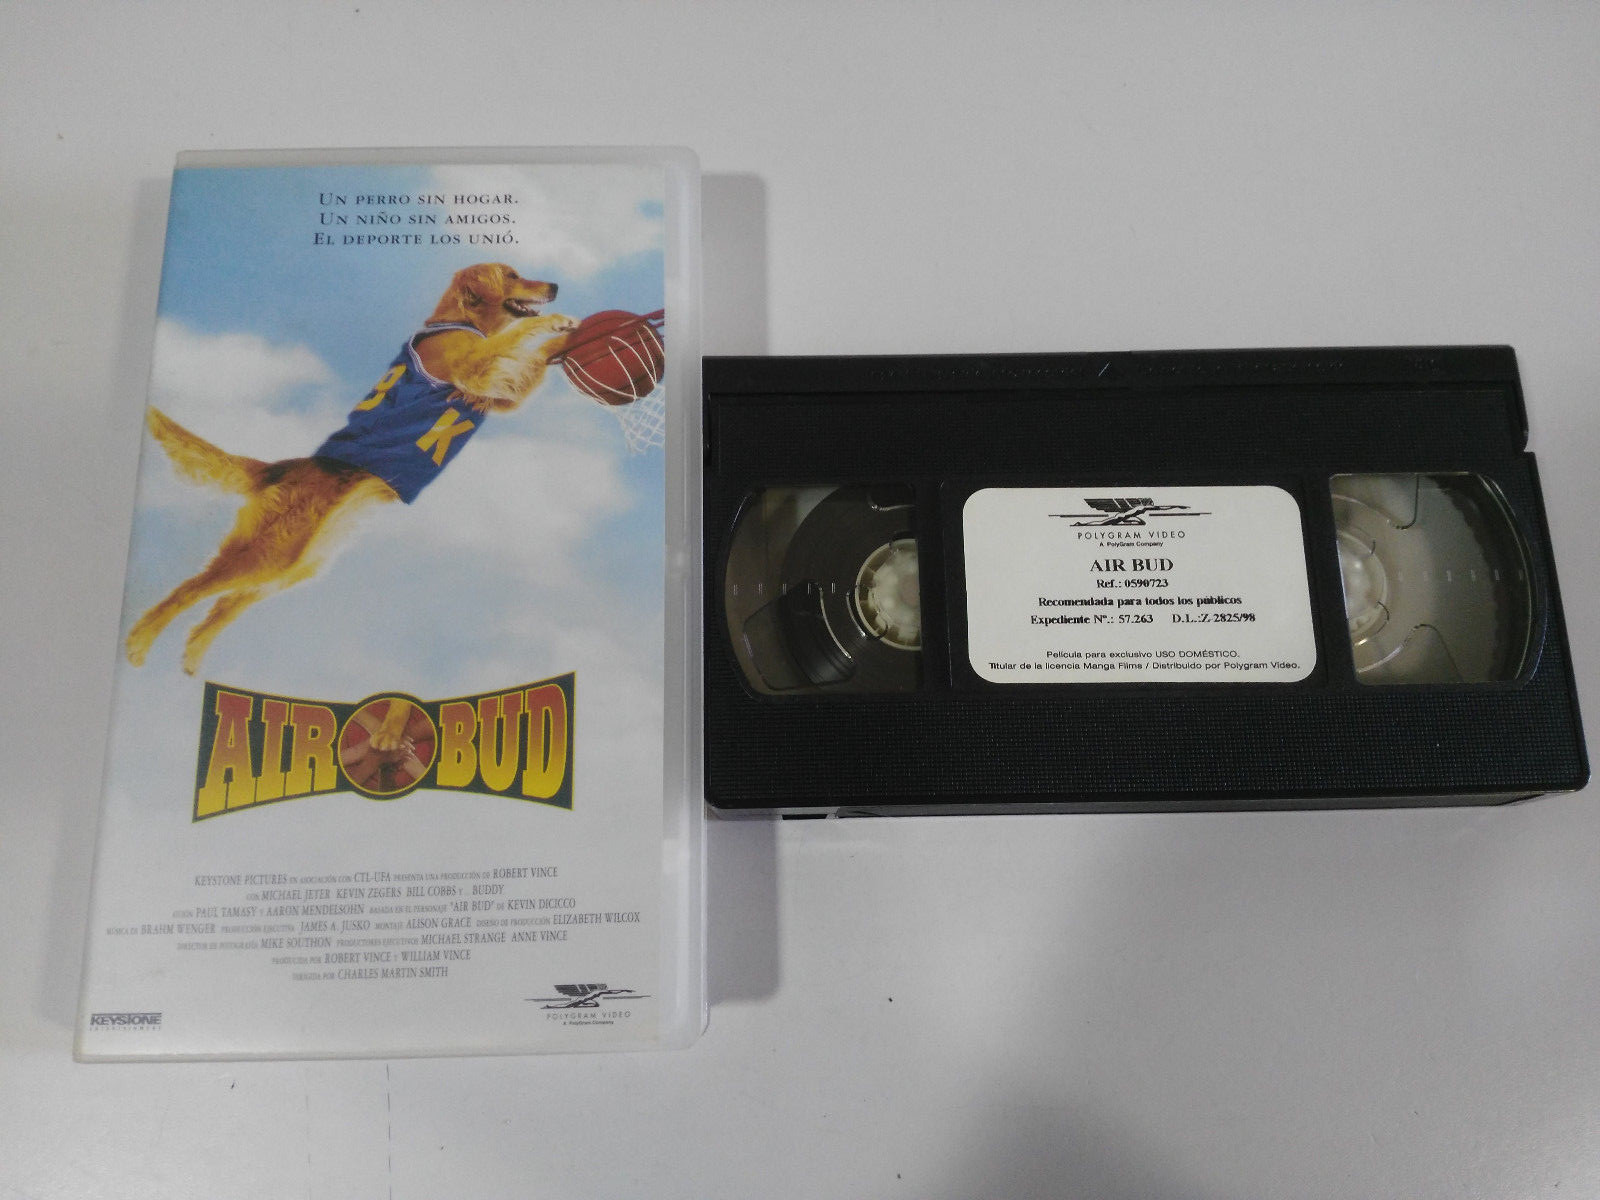 UN PERRO SIN HOGAR.
UN NIÑO SIN AMIGOS.
EL DEPORTE LOS UNIÓ.
B
K
AIR BUD
KEYSTONE PICTURES EN ASOCIACIÓN CON CTL-UFA PRESENTA UNA PRODUCCIÓN DE ROBERT VINCE
CON MICHAEL JETER KEVIN ZEGERS BILL COBBS Y... BUDDY
GUIÓN PAUL TAMASY Y AARON MENDELSOHN BASADA EN EL PERSONAJE "AIR BUD" DE KEVIN DICICCO
MÚSICA DE BRAHM WENGER PRODUCCIÓN EJECUTIVA JAMES A. JUSKO MONTAJE ALISON GRACE DISEÑO DE PRODUCCIÓN ELIZABETH WILCOX
DIRECTOR DE FOTOGRAFÍA MIKE SOUTHON PRODUCTORES EJECUTIVOS MICHAEL STRANGE ANNE VINCE
PRODUCIDA POR ROBERT VINCE Y WILLIAM VINCE
DIRIGIDA POR CHARLES MARTIN SMITH
KEYSTONE
ENTERTAINMENT
POLYGRAM VIDEO
A PolyGram Company
POLYGRAM VIDEO
A PolyGram Company
AIR BUD
Ref.: 0590723
Recomendada para todos los públicos
Expediente Nº.: 57.263 D.L.:Z-2825/98
Película para exclusivo USO DOMÉSTICO.
Titular de la licencia Manga Films / Distribuido por Polygram Video.